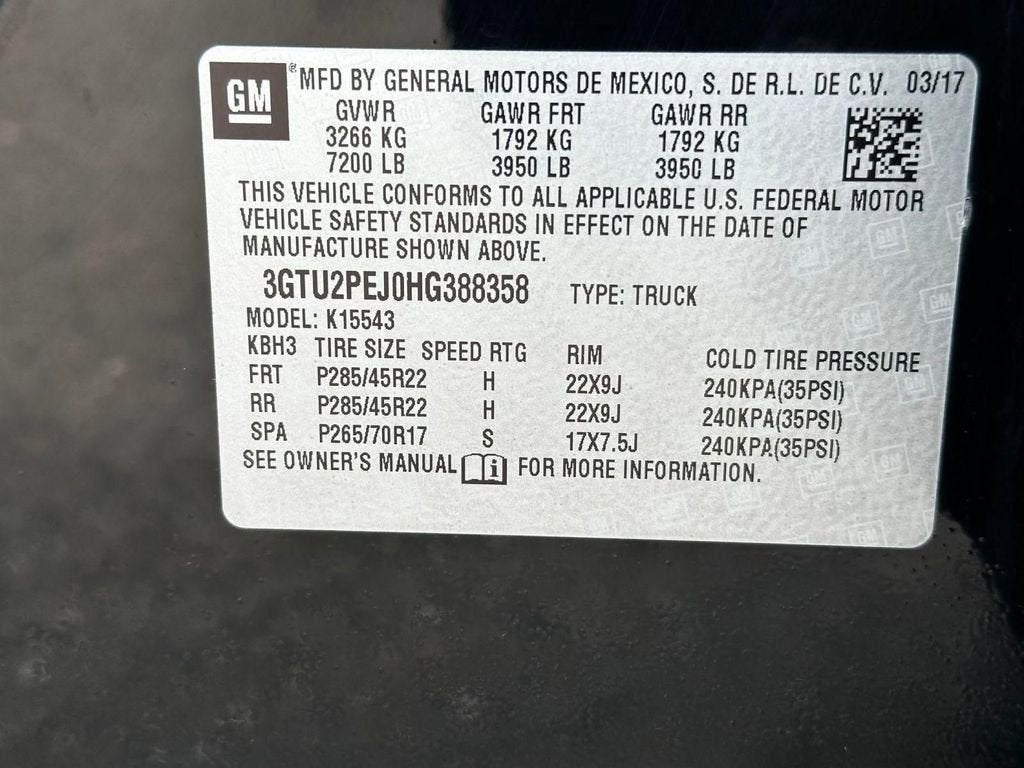 GM ® MFD BY GENERAL MOTORS DE MEXICO, S. DE R.L. DE C.V. 03/17
GVWR GAWR FRT GAWR RR
3266 KG 1792 KG 1792 KG
7200 LB 3950 LB 3950 LB
THIS VEHICLE CONFORMS TO ALL APPLICABLE U.S. FEDERAL MOTOR
VEHICLE SAFETY STANDARDS IN EFFECT ON THE DATE OF
MANUFACTURE SHOWN ABOVE.
3GTU2PEJ0HG388358 TYPE: TRUCK
MODEL: K15543
KBH3 TIRE SIZE SPEED RTG RIM COLD TIRE PRESSURE
FRT P285/45R22 H 22X9J 240KPA(35PSI)
RR P285/45R22 H 22X9J 240KPA(35PSI)
SPA P265/70R17 S 17X7.5J 240KPA(35PSI)
SEE OWNER'S MANUAL i FOR MORE INFORMATION.